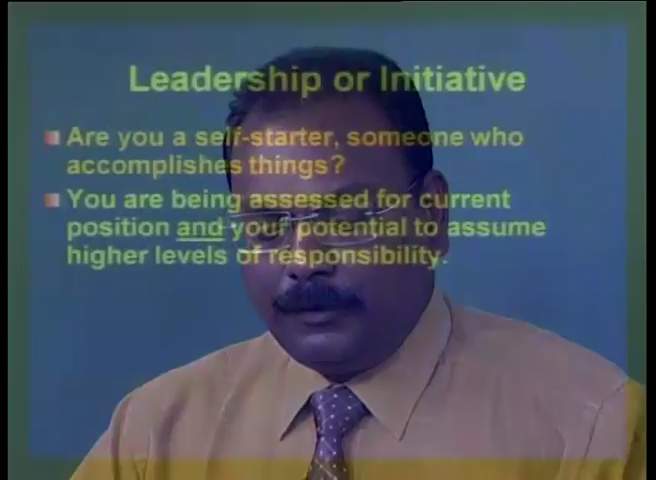 Leadership or Initiative
Are you a self-starter, someone who
accomplishes things?
You are being assessed for current
position and your potential to assume
higher levels of responsibility.